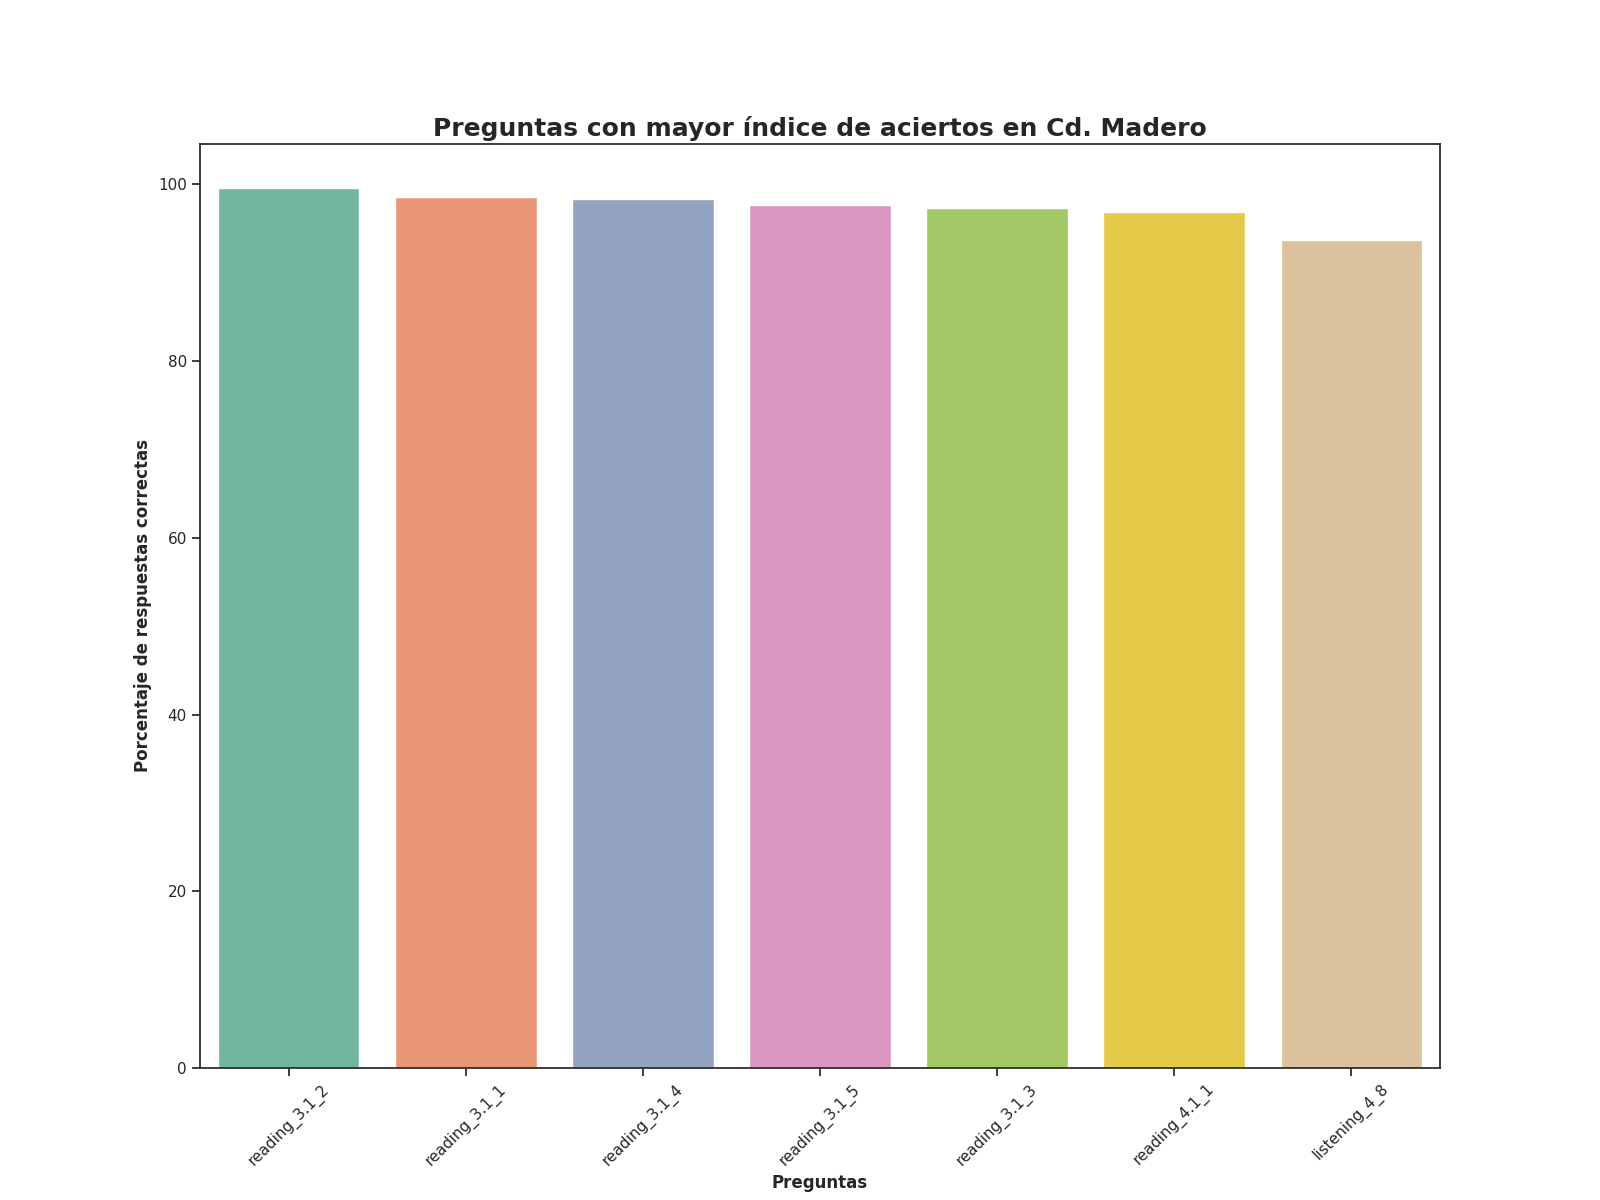 Preguntas con mayor índice de aciertos en Cd. Madero
Porcentaje de respuestas correctas
100
80
60
40
20
0
reading_3.1_2
reading_3.1_1
reading_3.1_4
reading_3.1_5
reading_3.1_3
reading_4.1_1
listening_4_8
Preguntas